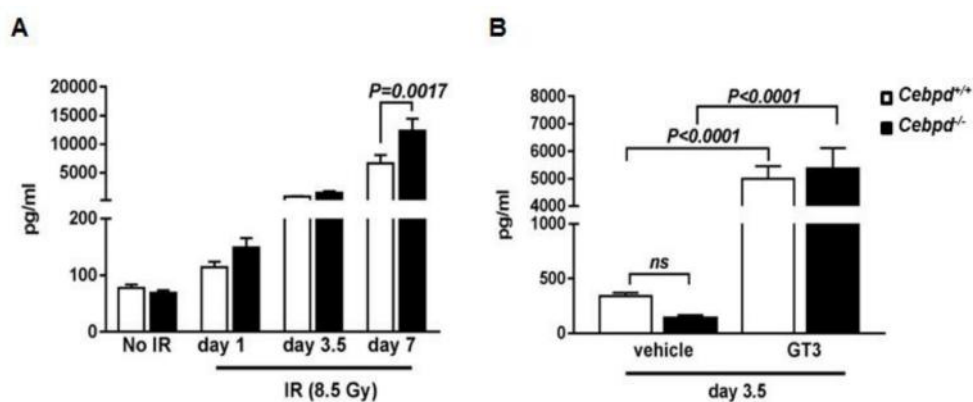 A
B
20000
15000
10000
5000
200
100
0
pg/ml
P=0.0017
No IR
day 1
day 3.5
day 7
IR (8.5 Gy)
8000
7000
6000
5000
4000
1000
500
0
pg/ml
P<0.0001
P<0.0001
ns
vehicle
GT3
day 3.5
Cebpd+/+
Cebpd-/-